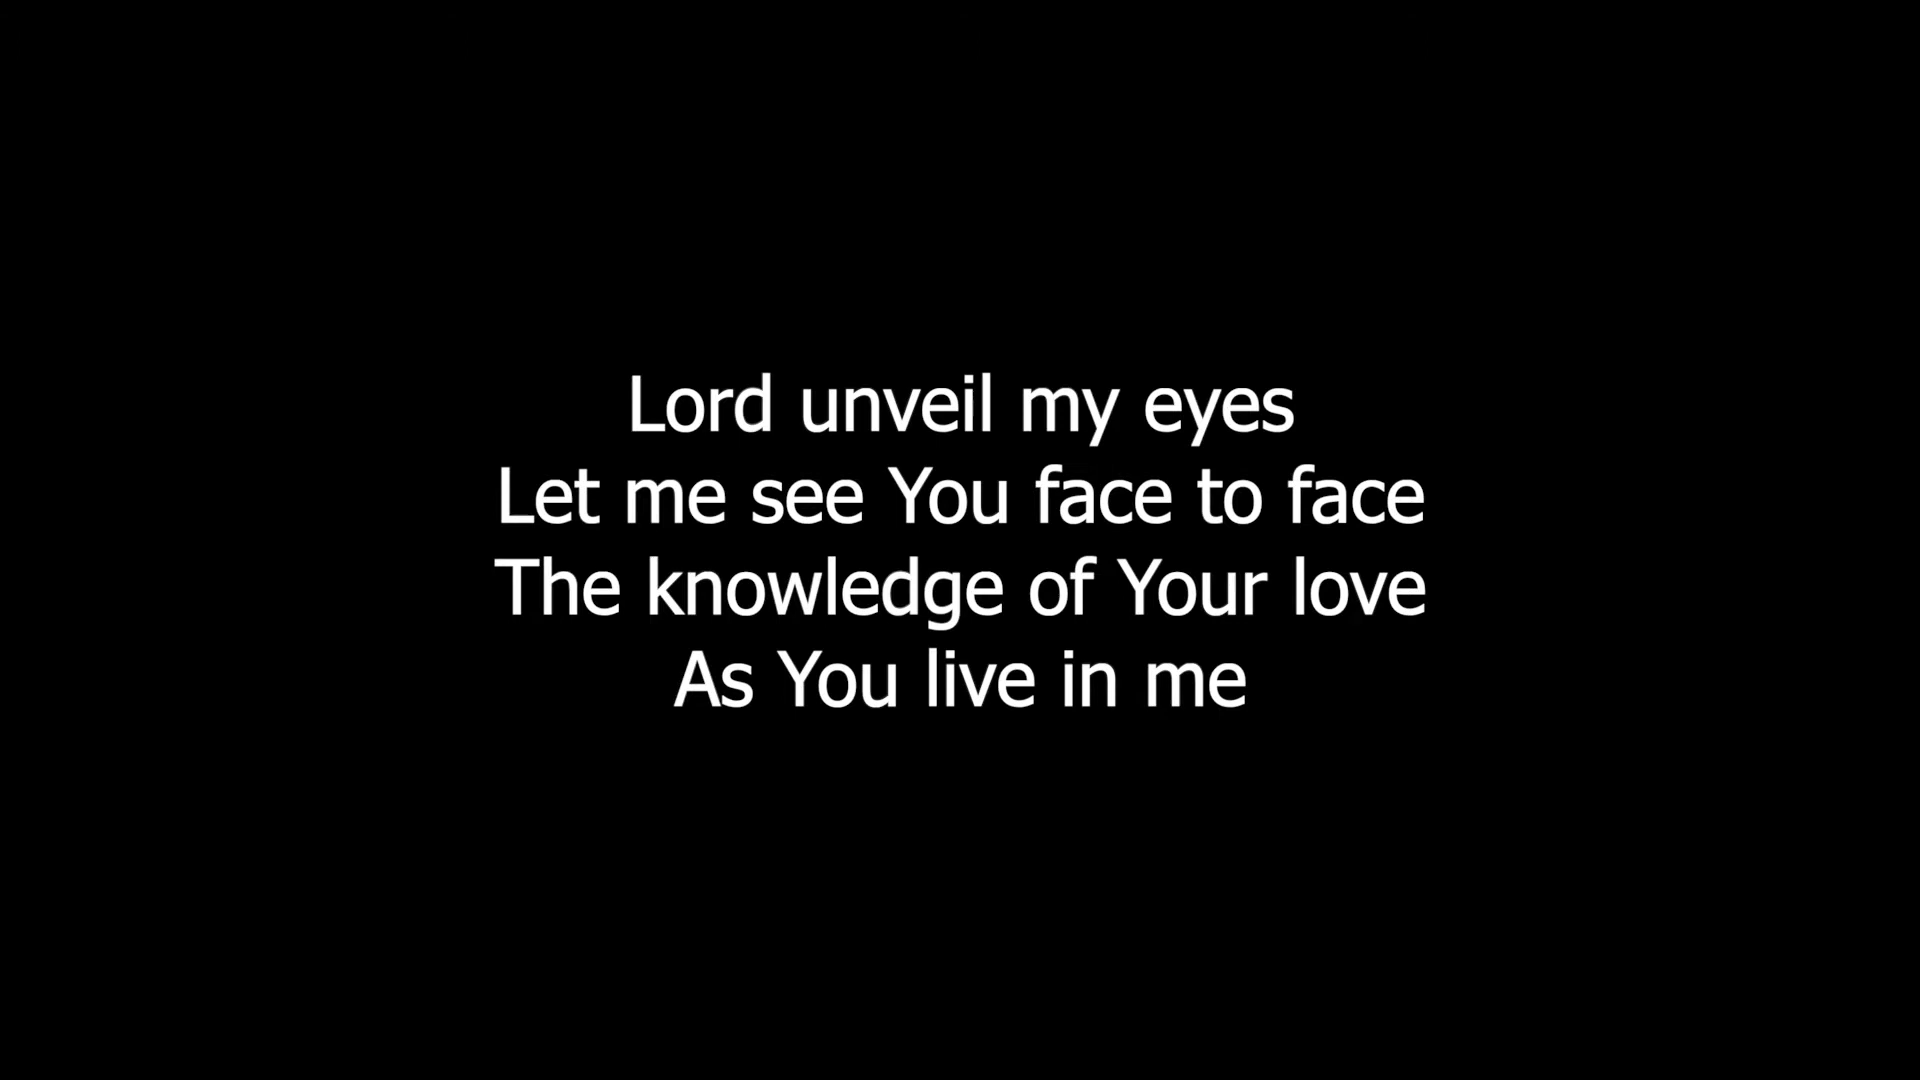 Lord unveil my eyes
Let me see You face to face
The knowledge of Your love
As You live in me